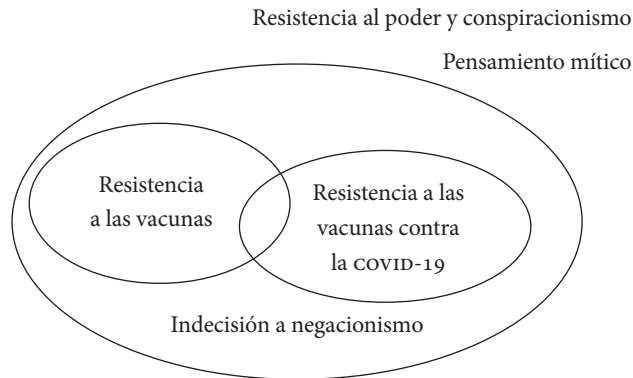 Resistencia al poder y conspiracionismo
Pensamiento mítico
Resistencia
a las vacunas
Resistencia a las
vacunas contra
la COVID-19
Indecisión a negacionismo